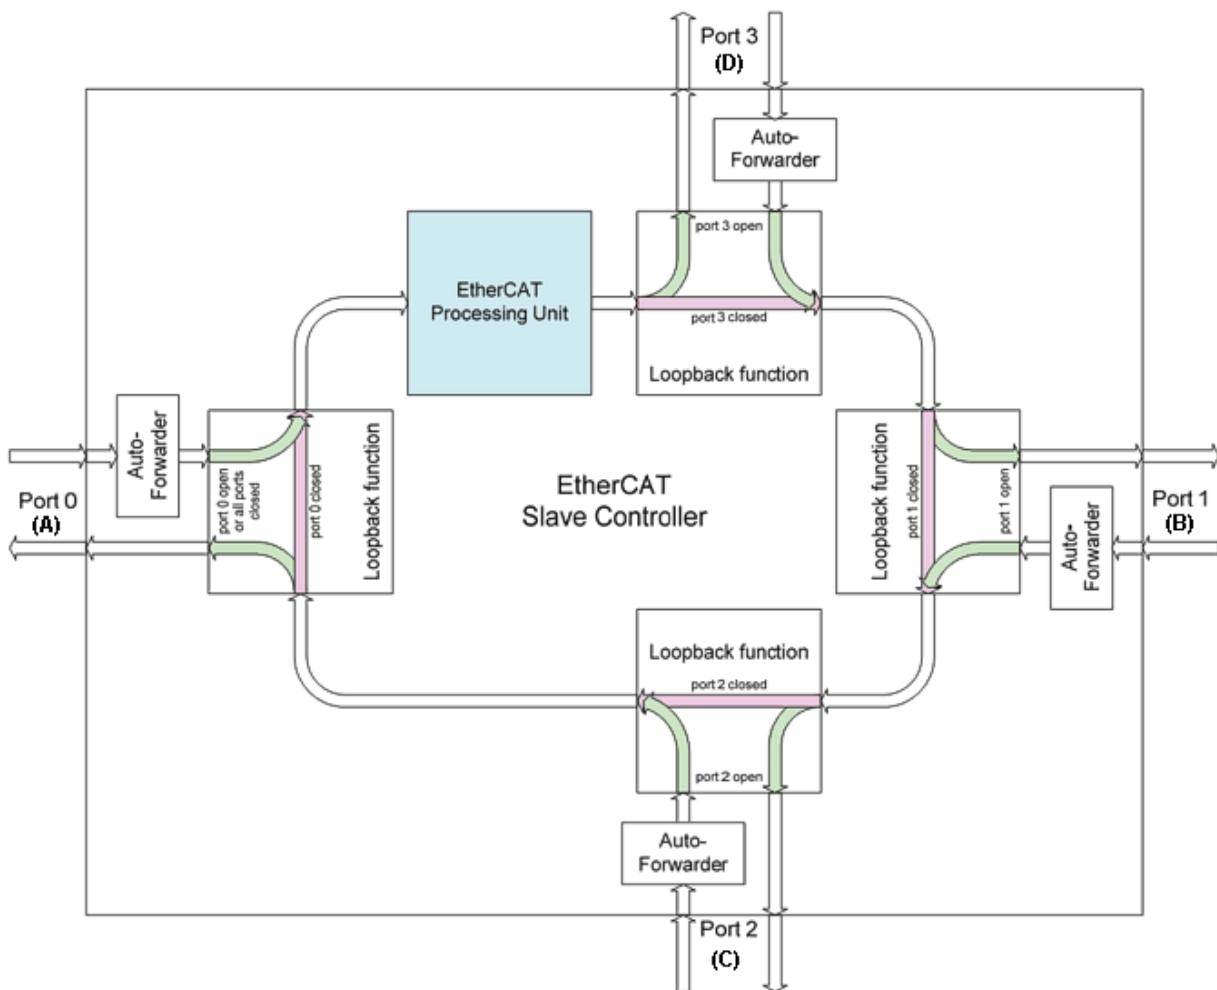 Port 3
(D)
Auto-
Forwarder
port 3 open
EtherCAT
Processing Unit
port 3 closed
Loopback function
Auto-
Forwarder
port 0 open
or all ports
closed
port 0 closed
Loopback function
Port 0
(A)
EtherCAT
Slave Controller
Loopback function
port 1 closed
port 1 open
Auto-
Forwarder
Port 1
(B)
Loopback function
port 2 closed
port 2 open
Auto-
Forwarder
Port 2
(C)